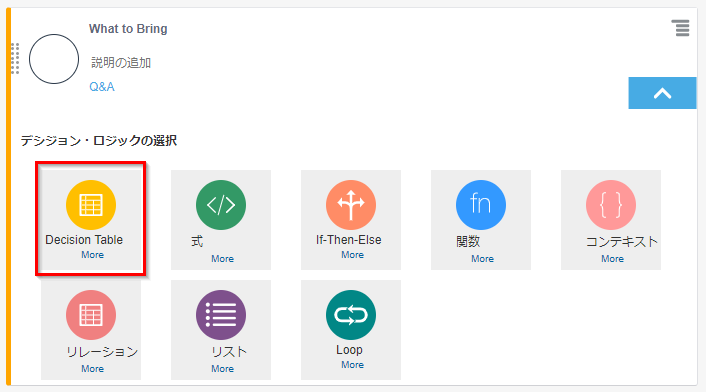 What to Bring
説明の追加
Q&A
デシジョン・ロジックの選択
Decision Table
More
式
More
If-Then-Else
More
fn
関数
More
コンテキスト
More
リレーション
More
リスト
More
Loop
More